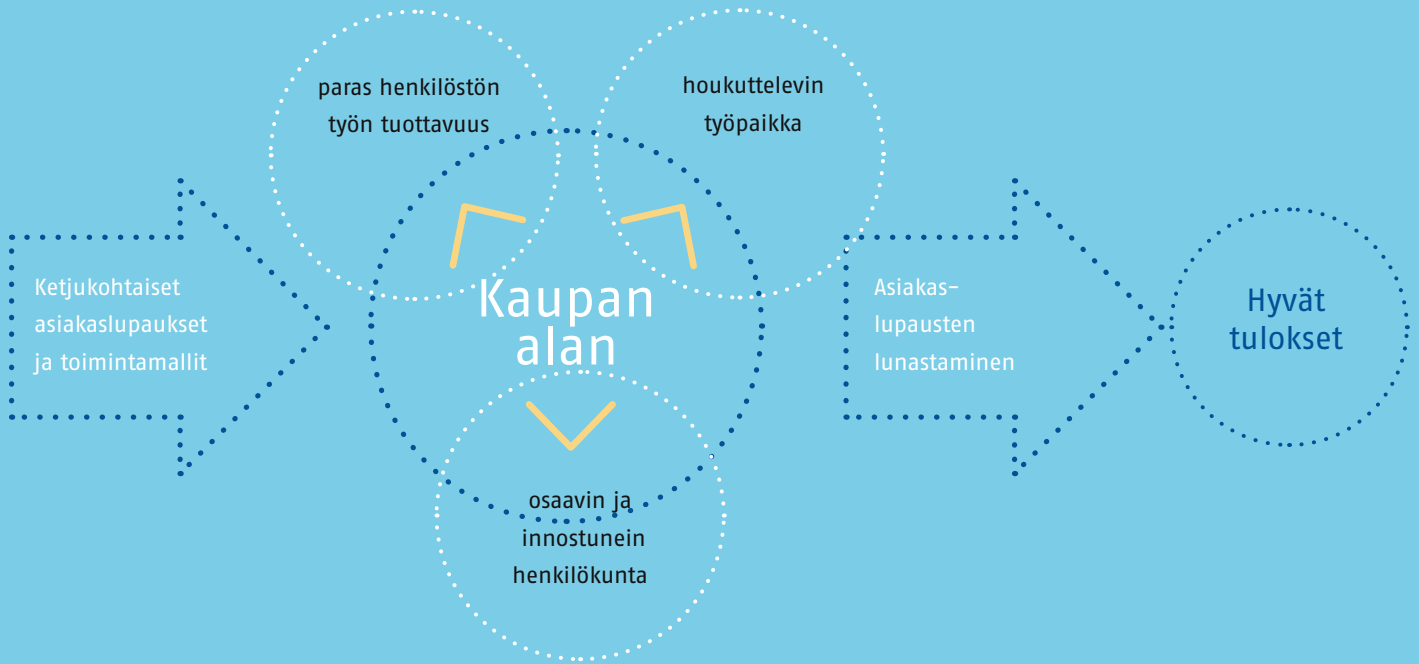 Ketjukohtaiset
asiakaslupaukset
ja toimintamallit
paras henkilöstön
työn tuottavuus
houkuttelevin
työpaikka
Kaupan
alan
osaavin ja
innostunein
henkilökunta
Asiakas-
lupausten
lunastaminen
Hyvät
tulokset